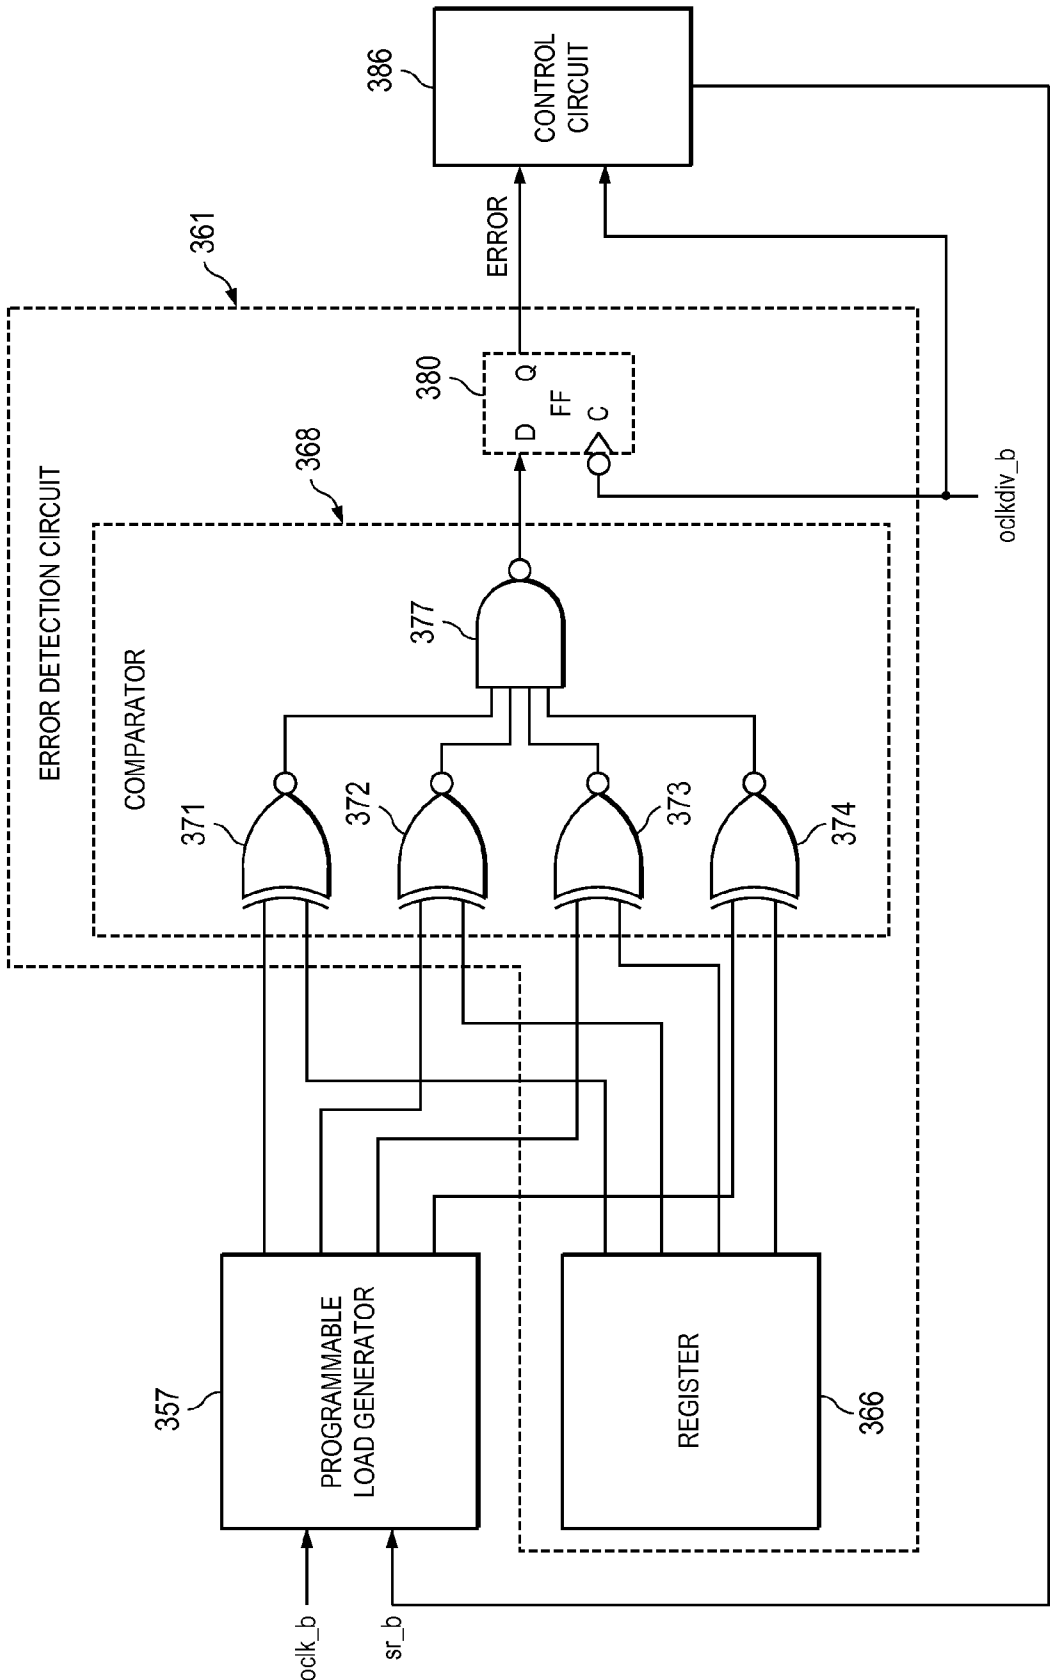 ERROR DETECTION CIRCUIT
361
COMPARATOR
368
371
372
373
374
377
380
D
Q
FF
C
ERROR
386
CONTROL
CIRCUIT
oclkdiv_b
357
PROGRAMMABLE
LOAD GENERATOR
REGISTER
366
oclk_b
sr_b